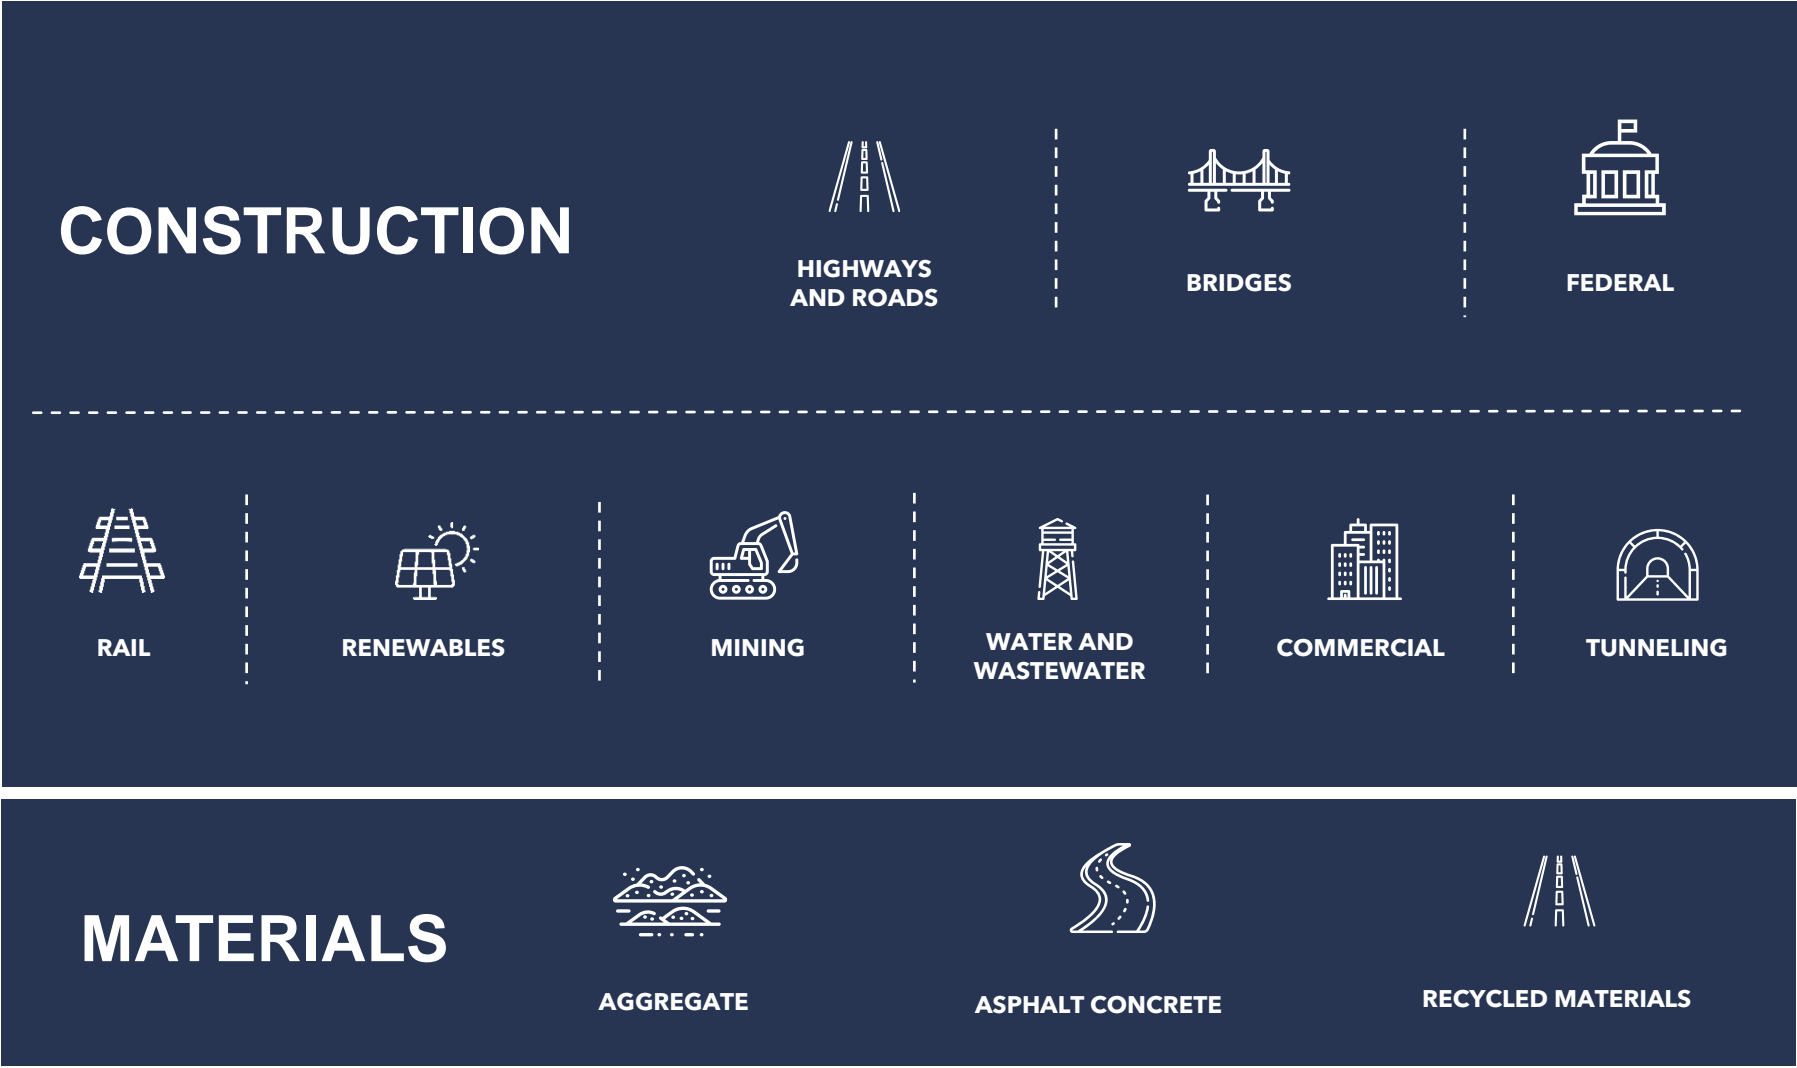 CONSTRUCTION
HIGHWAYS
AND ROADS
BRIDGES
FEDERAL
RAIL
RENEWABLES
MINING
WATER AND
WASTEWATER
COMMERCIAL
TUNNELING
MATERIALS
AGGREGATE
ASPHALT CONCRETE
RECYCLED MATERIALS